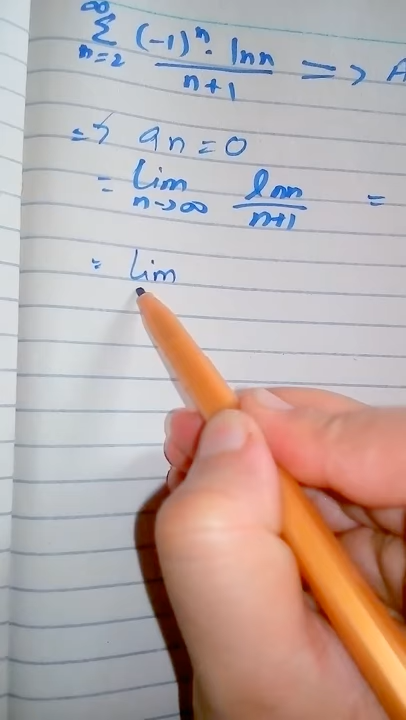 ∞
Σ (-1)ⁿ · lnn / n+1 => A
n=2
=> an = 0
= lim n→∞ lnn / n+1 =
= lim